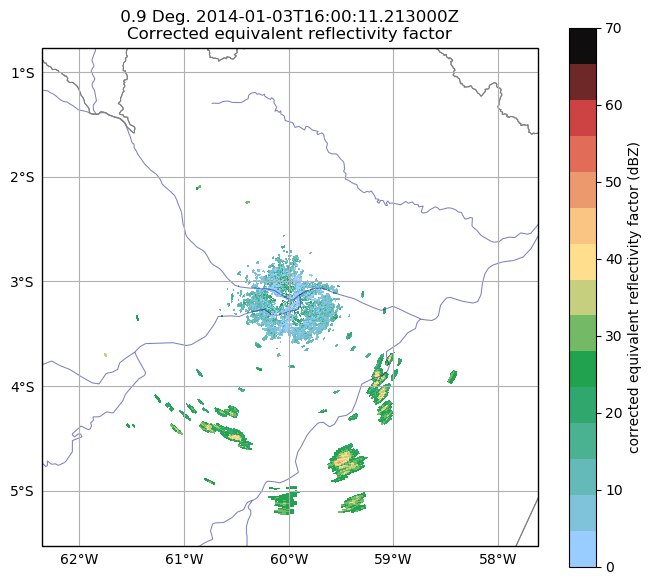 0.9 Deg. 2014-01-03T16:00:11.213000Z
Corrected equivalent reflectivity factor
1°S
2°S
3°S
4°S
5°S
62°W 61°W 60°W 59°W 58°W
70
60
50
40
30
20
10
0
corrected equivalent reflectivity factor (dBZ)